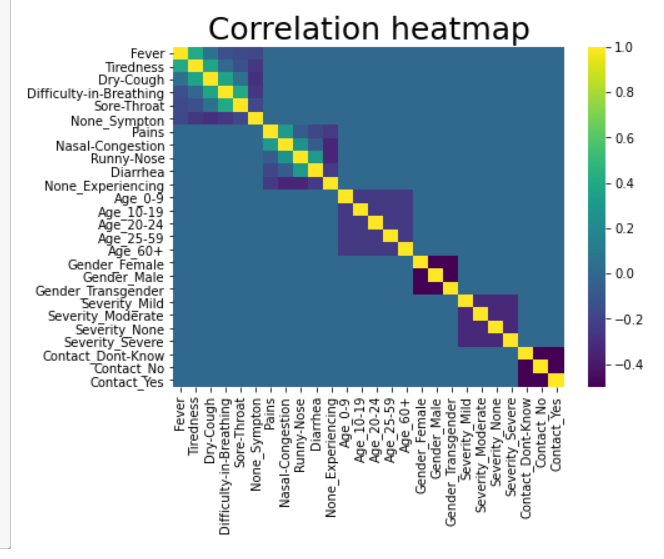 Correlation heatmap
Fever
Tiredness
Dry-Cough
Difficulty-in-Breathing
Sore-Throat
None_Sympton
Pains
Nasal-Congestion
Runny-Nose
Diarrhea
None_Experiencing
Age_0-9
Age_10-19
Age_20-24
Age_25-59
Age_60+
Gender_Female
Gender_Male
Gender_Transgender
Severity_Mild
Severity_Moderate
Severity_None
Severity_Severe
Contact_Dont-Know
Contact_No
Contact_Yes
Fever
Tiredness
Dry-Cough
Difficulty-in-Breathing
Sore-Throat
None_Sympton
Pains
Nasal-Congestion
Runny-Nose
Diarrhea
None_Experiencing
Age_0-9
Age_10-19
Age_20-24
Age_25-59
Age_60+
Gender_Female
Gender_Male
Gender_Transgender
Severity_Mild
Severity_Moderate
Severity_None
Severity_Severe
Contact_Dont-Know
Contact_No
Contact_Yes
1.0
0.8
0.6
0.4
0.2
0.0
−0.2
−0.4